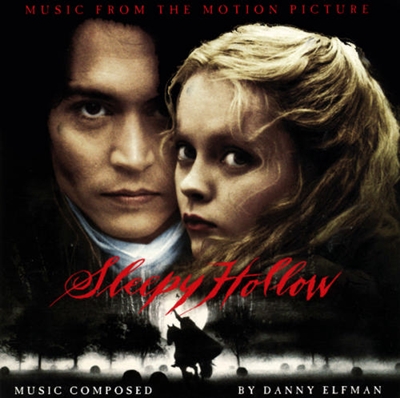 MUSIC FROM THE MOTION PICTURE
Sleepy Hollow
MUSIC COMPOSED BY DANNY ELFMAN